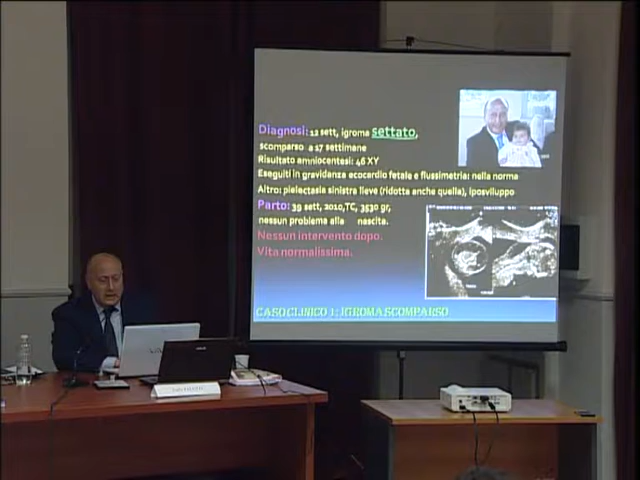 Diagnosi: 12 sett, igroma settato,
scomparso a 17 settimane
Risultato amniocentesi: 46 XY
Eseguiti in gravidanza ecocardio fetale e flussimetria: nella norma
Altro: pielectasia sinistra lieve (ridotta anche quella), iposviluppo
Parto: 39 sett, 2010, TC, 3530 gr,
nessun problema alla nascita.
Nessun intervento dopo.
Vita normalissima.
CASO CLINICO 1: IGROMA SCOMPARSO
VAIO